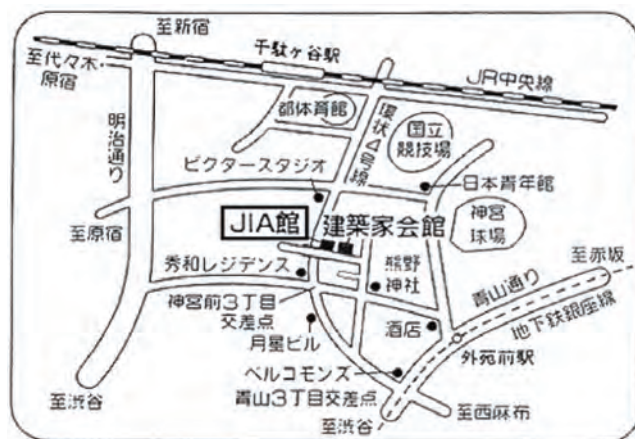 至新宿
千駄ヶ谷駅
JR中央線
至代々木・
原宿
都体育館
環状4号線
国立
競技場
明治通り
ビクタースタジオ
日本青年館
JIA館
建築家会館
神宮
球場
至原宿
至赤坂
秀和レジデンス
熊野
神社
青山通り
神宮前3丁目
交差点
酒店
地下鉄銀座線
月星ビル
外苑前駅
ベルコモンズ
青山3丁目交差点
至西麻布
至渋谷
至渋谷